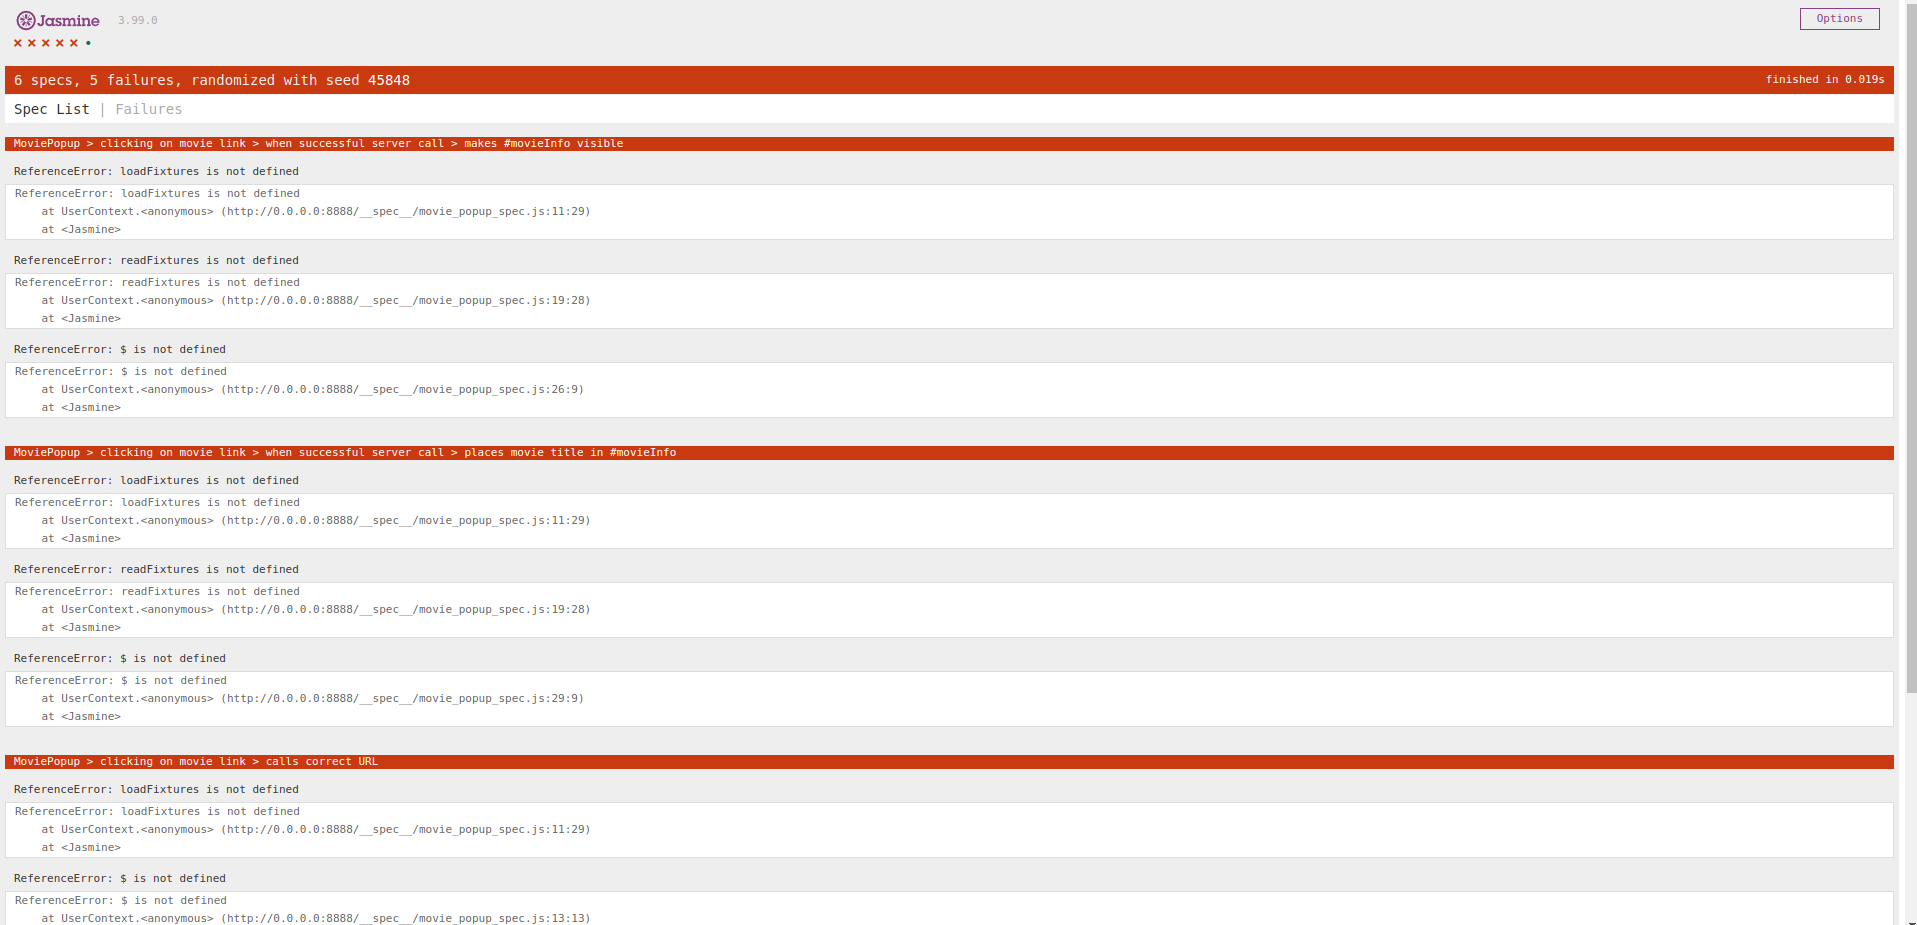 Jasmine 3.99.0 Options
× × × × × •
6 specs, 5 failures, randomized with seed 45848 finished in 0.019s
Spec List | Failures
MoviePopup > clicking on movie link > when successful server call > makes #movieInfo visible
ReferenceError: loadFixtures is not defined
ReferenceError: loadFixtures is not defined
at UserContext.<anonymous> (http://0.0.0.0:8888/__spec__/movie_popup_spec.js:11:29)
at <Jasmine>
ReferenceError: readFixtures is not defined
ReferenceError: readFixtures is not defined
at UserContext.<anonymous> (http://0.0.0.0:8888/__spec__/movie_popup_spec.js:19:28)
at <Jasmine>
ReferenceError: $ is not defined
ReferenceError: $ is not defined
at UserContext.<anonymous> (http://0.0.0.0:8888/__spec__/movie_popup_spec.js:26:9)
at <Jasmine>
MoviePopup > clicking on movie link > when successful server call > places movie title in #movieInfo
ReferenceError: loadFixtures is not defined
ReferenceError: loadFixtures is not defined
at UserContext.<anonymous> (http://0.0.0.0:8888/__spec__/movie_popup_spec.js:11:29)
at <Jasmine>
ReferenceError: readFixtures is not defined
ReferenceError: readFixtures is not defined
at UserContext.<anonymous> (http://0.0.0.0:8888/__spec__/movie_popup_spec.js:19:28)
at <Jasmine>
ReferenceError: $ is not defined
ReferenceError: $ is not defined
at UserContext.<anonymous> (http://0.0.0.0:8888/__spec__/movie_popup_spec.js:29:9)
at <Jasmine>
MoviePopup > clicking on movie link > calls correct URL
ReferenceError: loadFixtures is not defined
ReferenceError: loadFixtures is not defined
at UserContext.<anonymous> (http://0.0.0.0:8888/__spec__/movie_popup_spec.js:11:29)
at <Jasmine>
ReferenceError: $ is not defined
ReferenceError: $ is not defined
at UserContext.<anonymous> (http://0.0.0.0:8888/__spec__/movie_popup_spec.js:13:13)